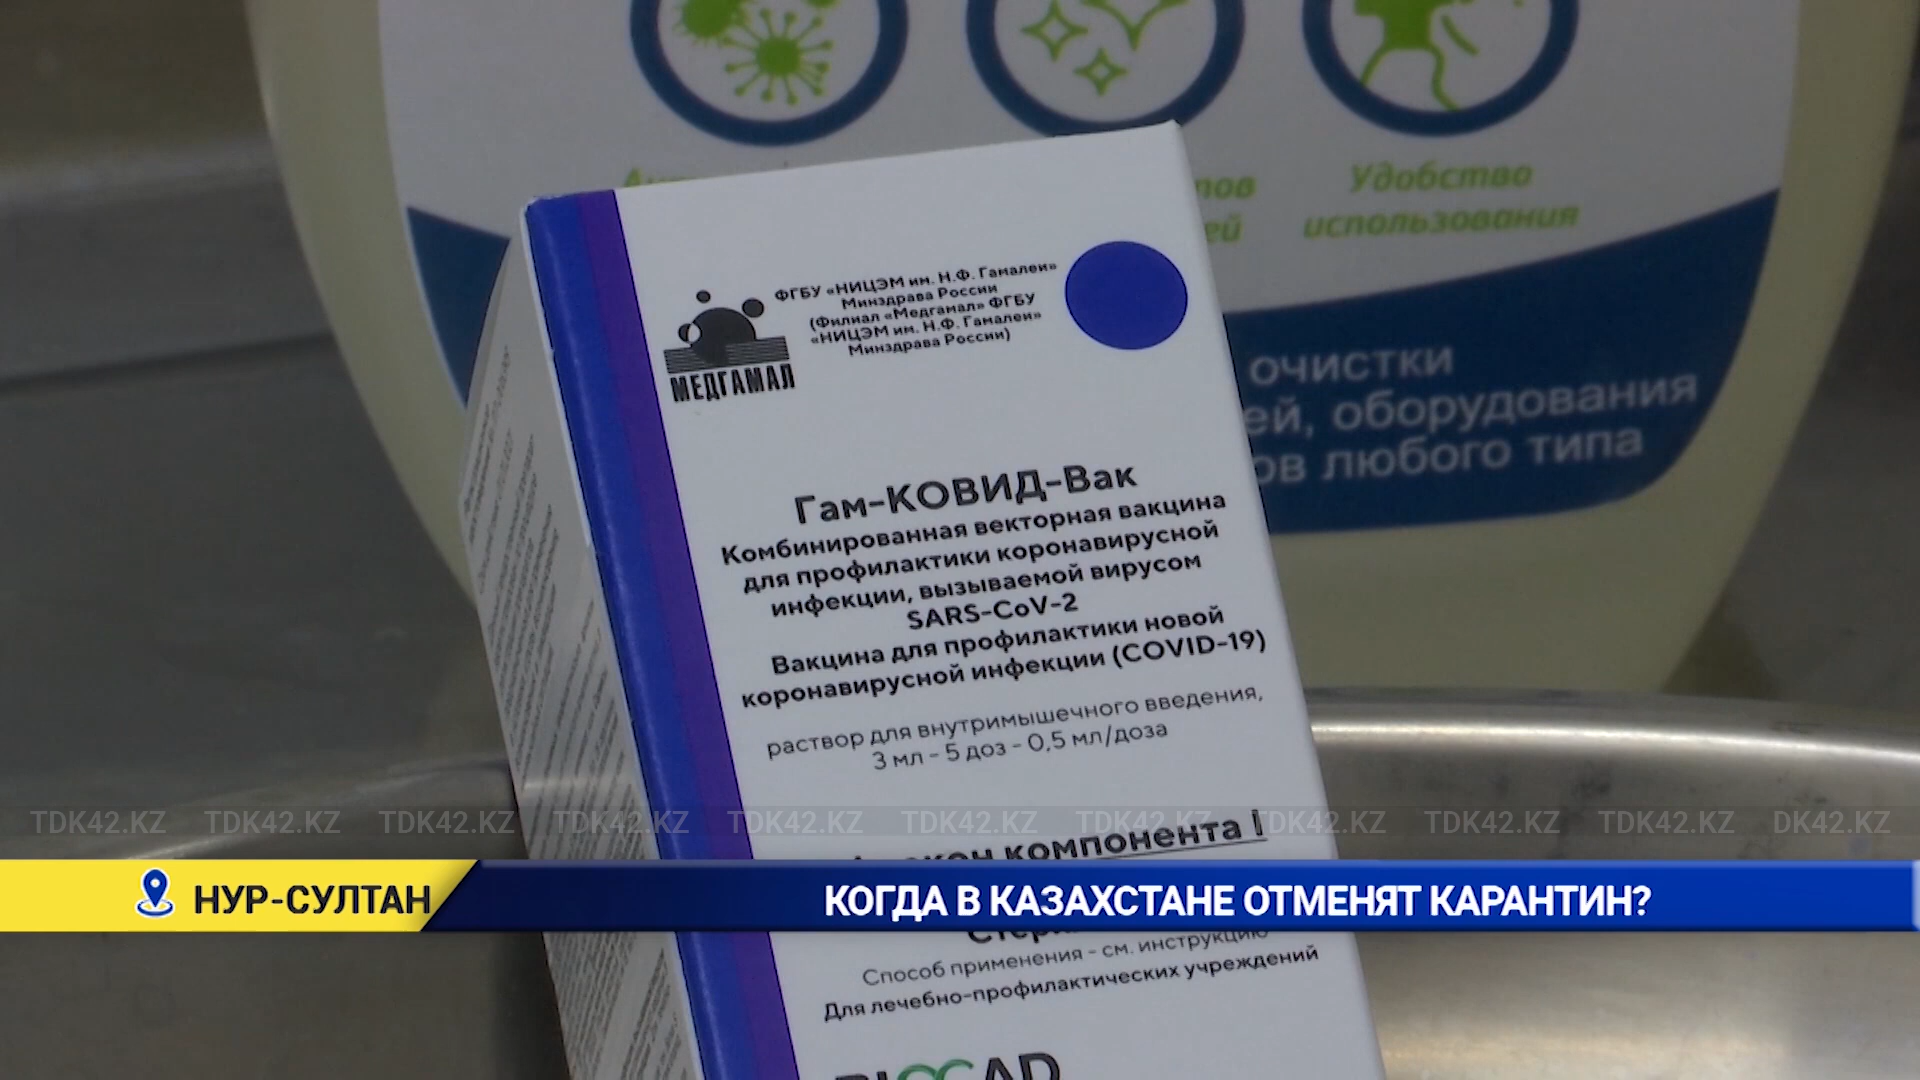 Удобство
использования
очистки
оборудования
любого типа
ФГБУ «НИЦЭМ им. Н.Ф. Гамалеи»
Минздрава России
(Филиал «Медгамал» ФГБУ
«НИЦЭМ им. Н.Ф. Гамалеи»
Минздрава России)
МЕДГАМАЛ
Гам-КОВИД-Вак
Комбинированная векторная вакцина
для профилактики коронавирусной
инфекции, вызываемой вирусом
SARS-CoV-2
Вакцина для профилактики новой
коронавирусной инфекции (COVID-19)
раствор для внутримышечного введения,
3 мл - 5 доз - 0,5 мл/доза
TDK42.KZ TDK42.KZ TDK42.KZ TDK42.KZ TDK42.KZ TDK42.KZ TDK42.KZ TDK42.KZ TDK42.KZ TDK42.KZ DK42.KZ
компонента I
НУР-СУЛТАН
КОГДА В КАЗАХСТАНЕ ОТМЕНЯТ КАРАНТИН?
Способ применения - см. инструкцию
Для лечебно-профилактических учреждений
BIOCAD